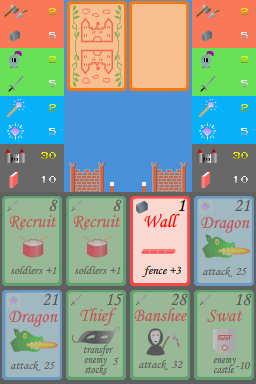 2 2
5 5
2 2
5 5
2 2
5 5
30 30
10 10
8 8 1 21
Recruit Recruit Wall Dragon
soldiers +1 soldiers +1 fence +3 attack 25
21 15 28 18
Dragon Thief Banshee Swat
transfer enemy
attack 25 enemy 5 attack 32 castle -10
stocks